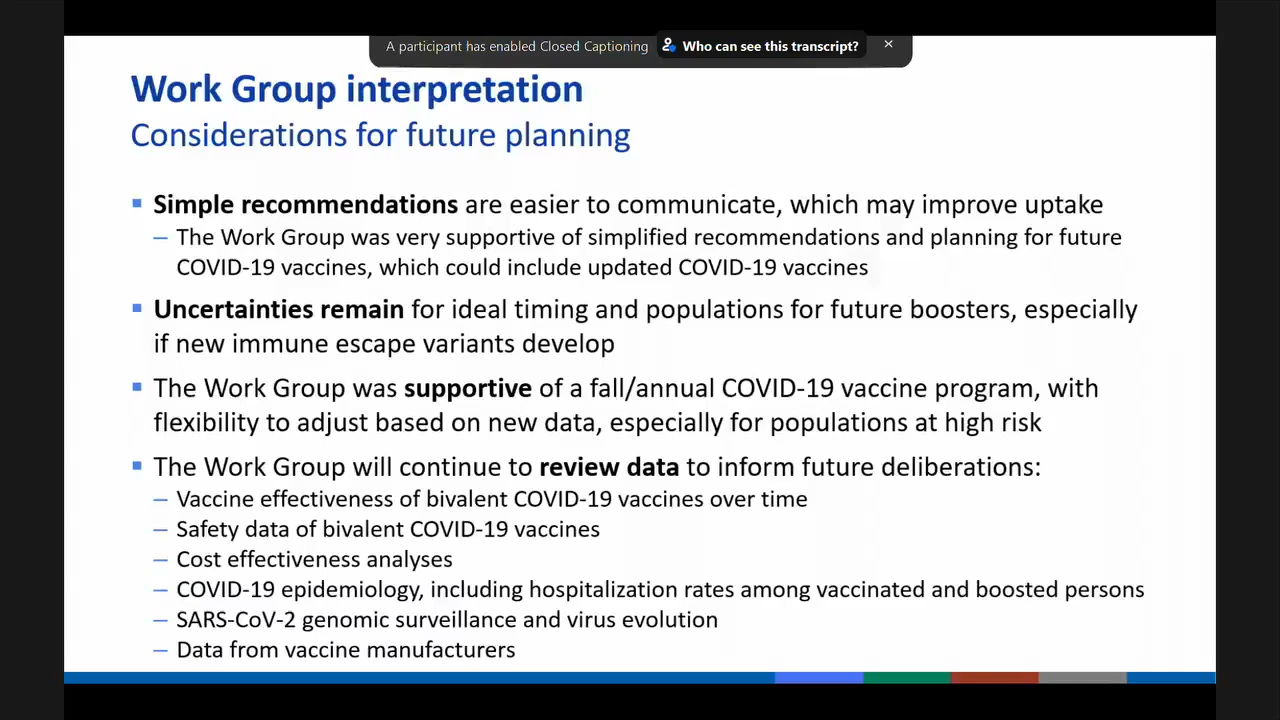 A participant has enabled Closed Captioning Who can see this transcript? ×
Work Group interpretation
Considerations for future planning
▪ Simple recommendations are easier to communicate, which may improve uptake
– The Work Group was very supportive of simplified recommendations and planning for future
COVID-19 vaccines, which could include updated COVID-19 vaccines
▪ Uncertainties remain for ideal timing and populations for future boosters, especially
if new immune escape variants develop
▪ The Work Group was supportive of a fall/annual COVID-19 vaccine program, with
flexibility to adjust based on new data, especially for populations at high risk
▪ The Work Group will continue to review data to inform future deliberations:
– Vaccine effectiveness of bivalent COVID-19 vaccines over time
– Safety data of bivalent COVID-19 vaccines
– Cost effectiveness analyses
– COVID-19 epidemiology, including hospitalization rates among vaccinated and boosted persons
– SARS-CoV-2 genomic surveillance and virus evolution
– Data from vaccine manufacturers